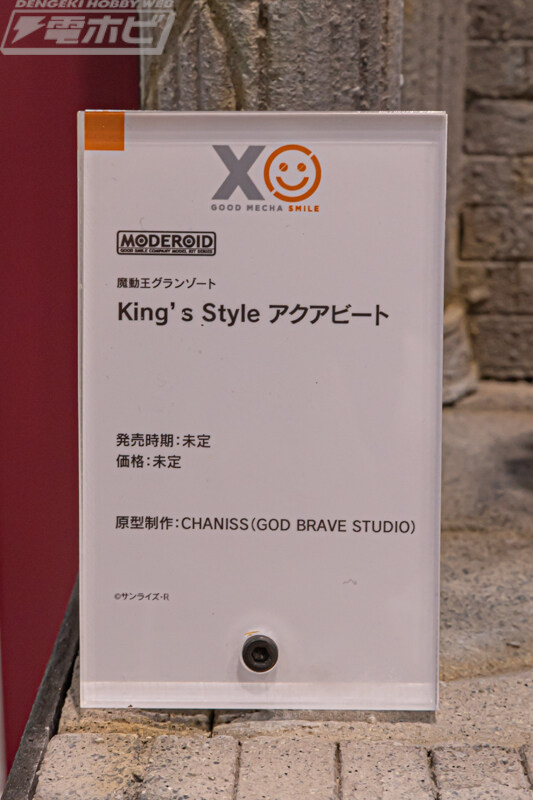 DENGEKI HOBBY WEB
電ホビ
XO
GOOD MECHA SMILE
MODEROID
GOOD SMILE COMPANY MODEL KIT SERIES
魔動王グランゾート
King's Style アクアビート
発売時期：未定
価格：未定
原型制作：CHANISS（GOD BRAVE STUDIO）
©サンライズ・R